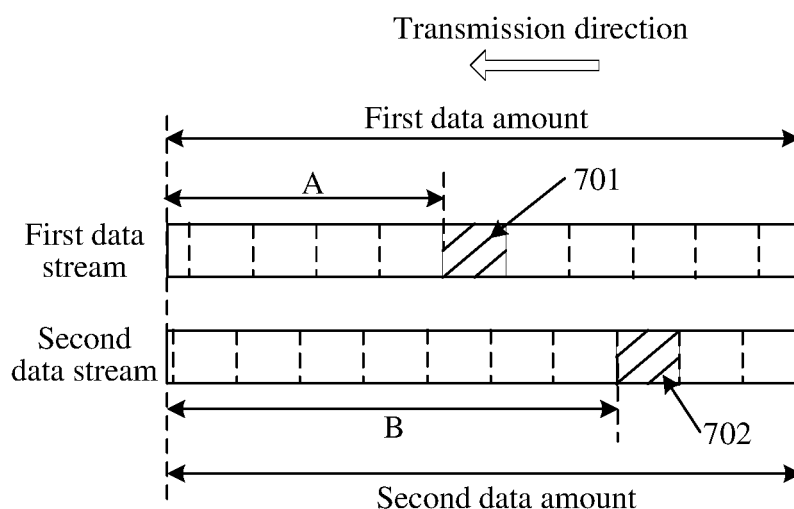 Transmission direction
First data amount
A
701
First data
stream
Second
data stream
B
702
Second data amount